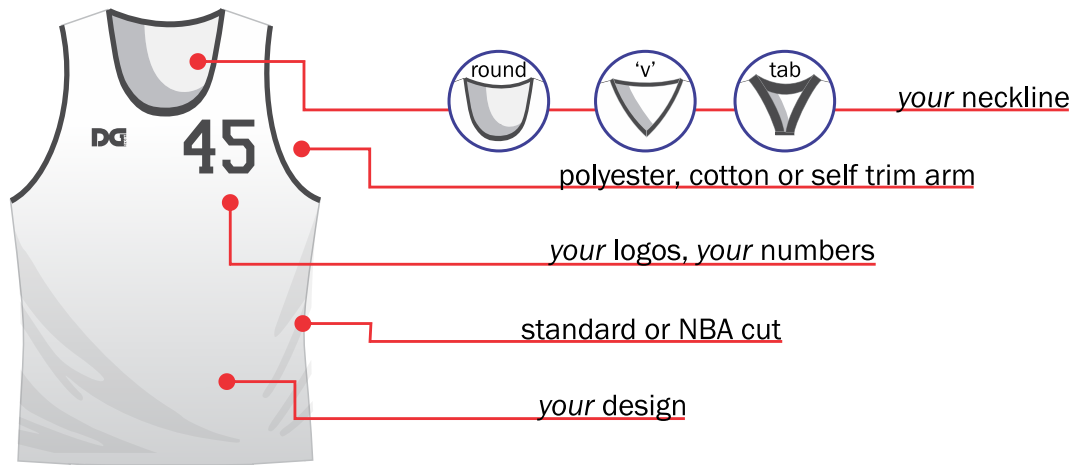 round
'v'
tab
your neckline
DG
45
polyester, cotton or self trim arm
your logos, your numbers
standard or NBA cut
your design